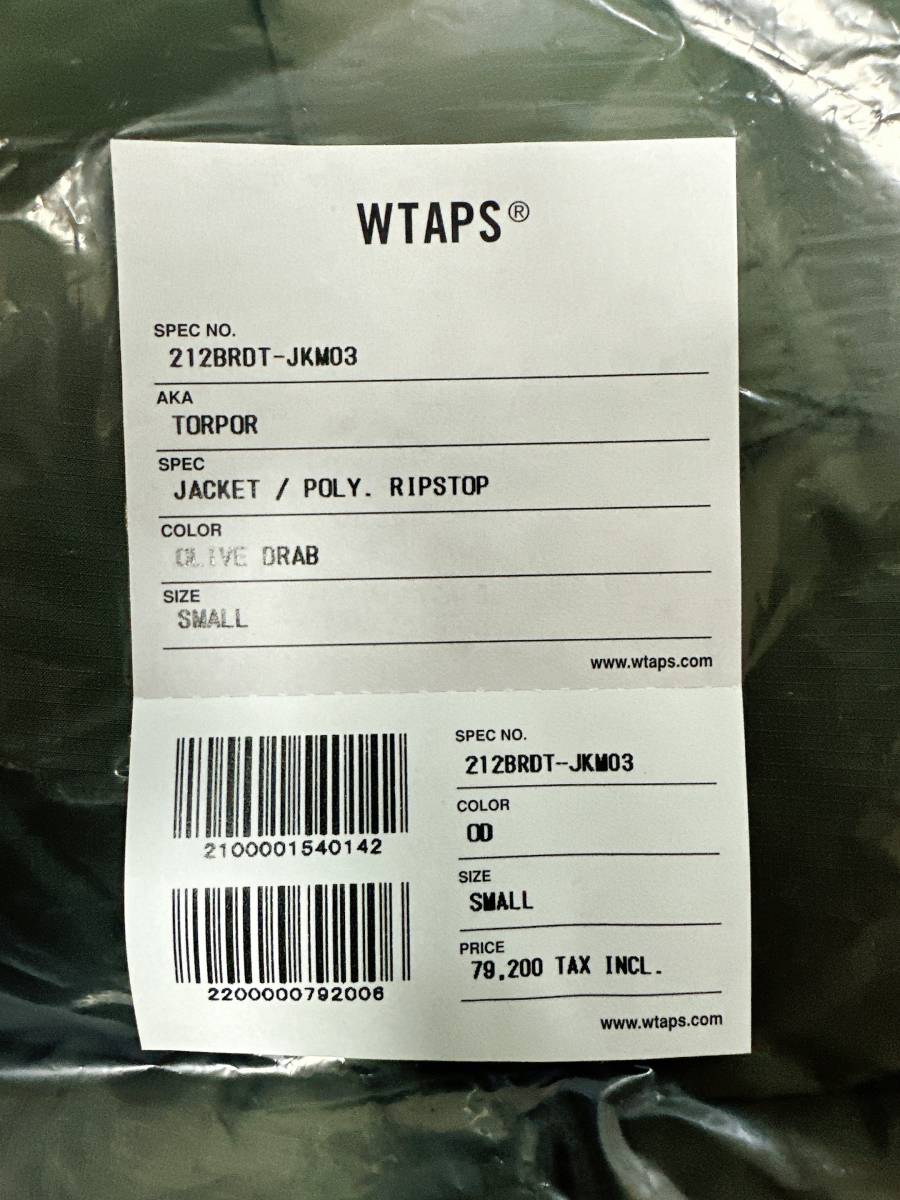 WTAPS®
SPEC NO.
212BRDT-JKM03
AKA
TORPOR
SPEC
JACKET / POLY. RIPSTOP
COLOR
OLIVE DRAB
SIZE
SMALL
www.wtaps.com
2100001540142
2200000792006
SPEC NO.
212BRDT-JKM03
COLOR
OD
SIZE
SMALL
PRICE
79,200 TAX INCL.
www.wtaps.com